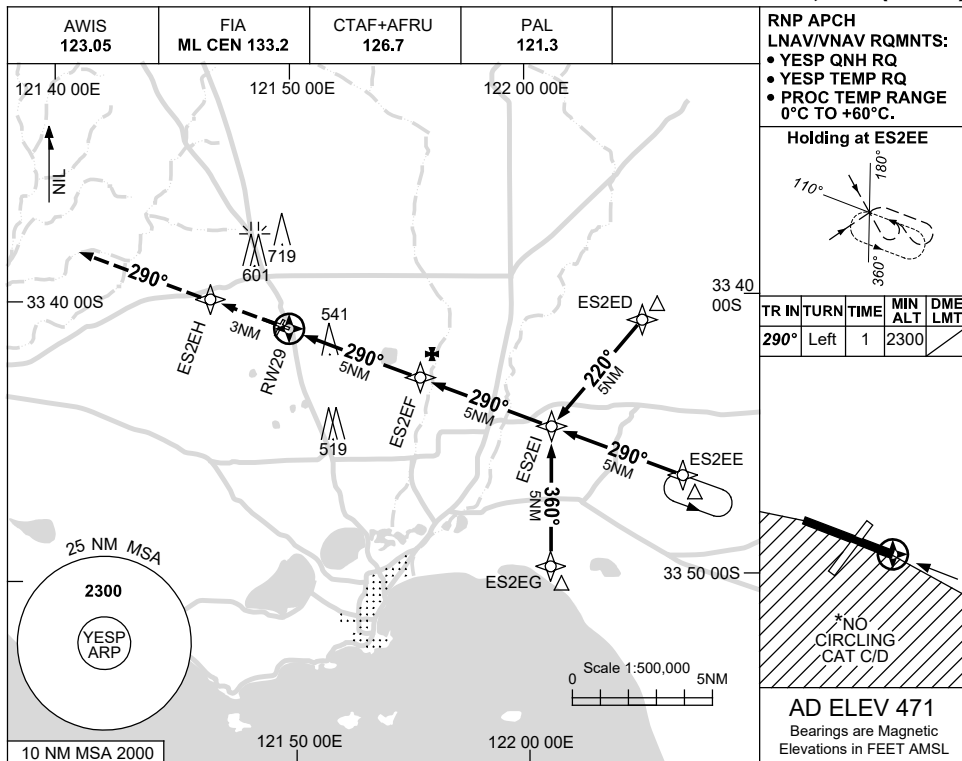 AWIS
123.05
FIA
ML CEN 133.2
CTAF+AFRU
126.7
PAL
121.3
RNP APCH
LNAV/VNAV RQMNTS:
• YESP QNH RQ
• YESP TEMP RQ
• PROC TEMP RANGE
0°C TO +60°C.
Holding at ES2EE
180°
110°
360°
TR IN TURN TIME MIN ALT DME LMT
290° Left 1 2300
121 40 00E
121 50 00E
122 00 00E
NIL
719
601
290°
33 40 00S
33 40
00S
ES2EH
3NM
RW29
541
290°
5NM
ES2EF
519
290°
5NM
ES2ED
220°
5NM
ES2EI
290°
5NM
ES2EE
360°
5NM
ES2EG
33 50 00S
25 NM MSA
2300
YESP
ARP
10 NM MSA 2000
Scale 1:500,000
0 5NM
121 50 00E
122 00 00E
*NO
CIRCLING
CAT C/D
AD ELEV 471
Bearings are Magnetic
Elevations in FEET AMSL